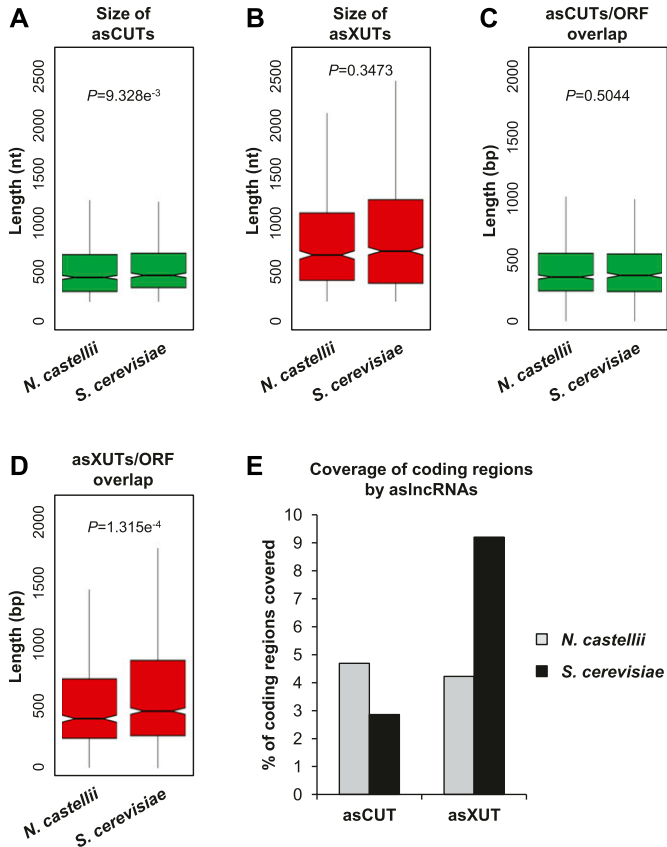 A
Size of
asCUTs
P=9.328e-3
Length (nt)
2500
2000
1500
1000
500
0
N. castellii
S. cerevisiae
B
Size of
asXUTs
P=0.3473
Length (nt)
2500
2000
1500
1000
500
0
N. castellii
S. cerevisiae
C
asCUTs/ORF
overlap
P=0.5044
Length (bp)
2000
1500
1000
500
0
N. castellii
S. cerevisiae
D
asXUTs/ORF
overlap
P=1.315e-4
Length (bp)
2000
1500
1000
500
0
N. castellii
S. cerevisiae
E
Coverage of coding regions
by aslncRNAs
% of coding regions covered
10
9
8
7
6
5
4
3
2
1
0
asCUT
asXUT
N. castellii
S. cerevisiae